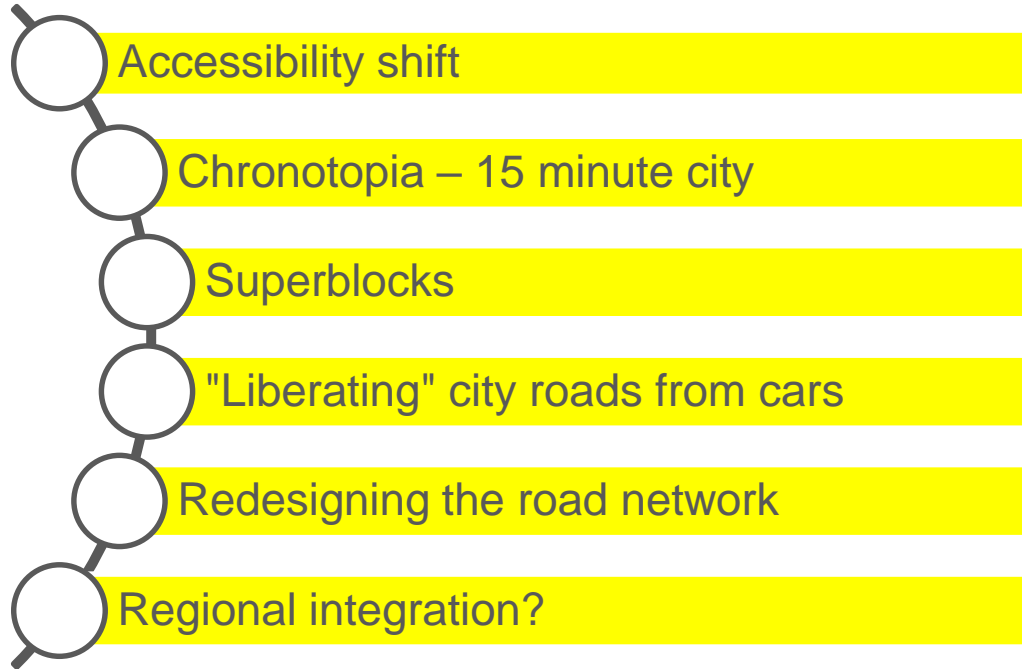 Accessibility shift
Chronotopia – 15 minute city
Superblocks
"Liberating" city roads from cars
Redesigning the road network
Regional integration?